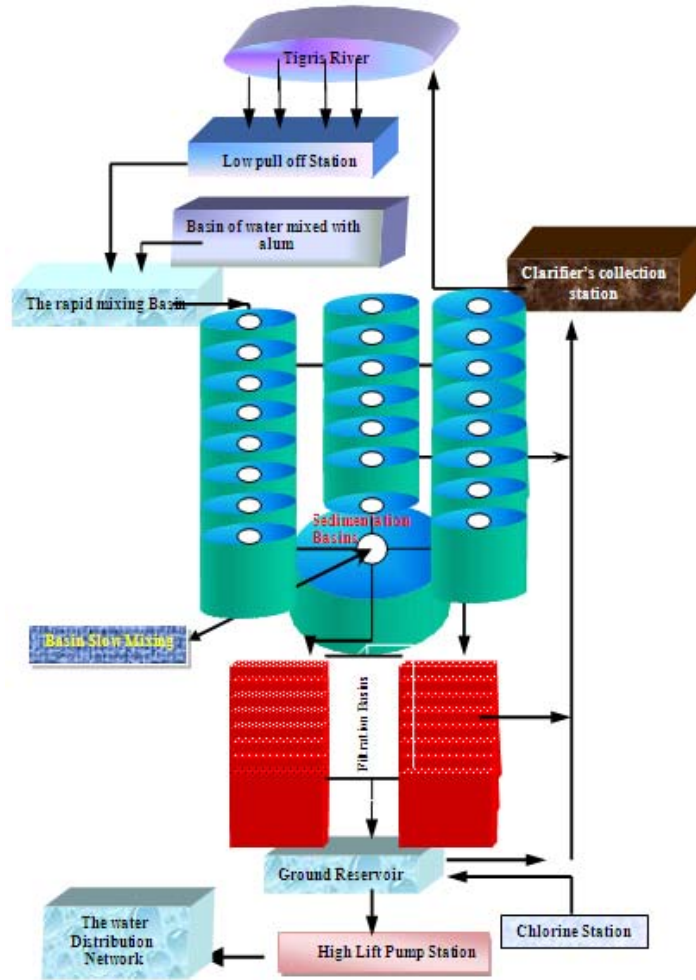 Tigris River
Low pull off Station
Basin of water mixed with
alum
Clarifier's collection
station
The rapid mixing Basin
Sedimentation
Basins
Basin Slow Mixing
Filtration Basins
Ground Reservoir
The water
Distribution
Network
High Lift Pump Station
Chlorine Station